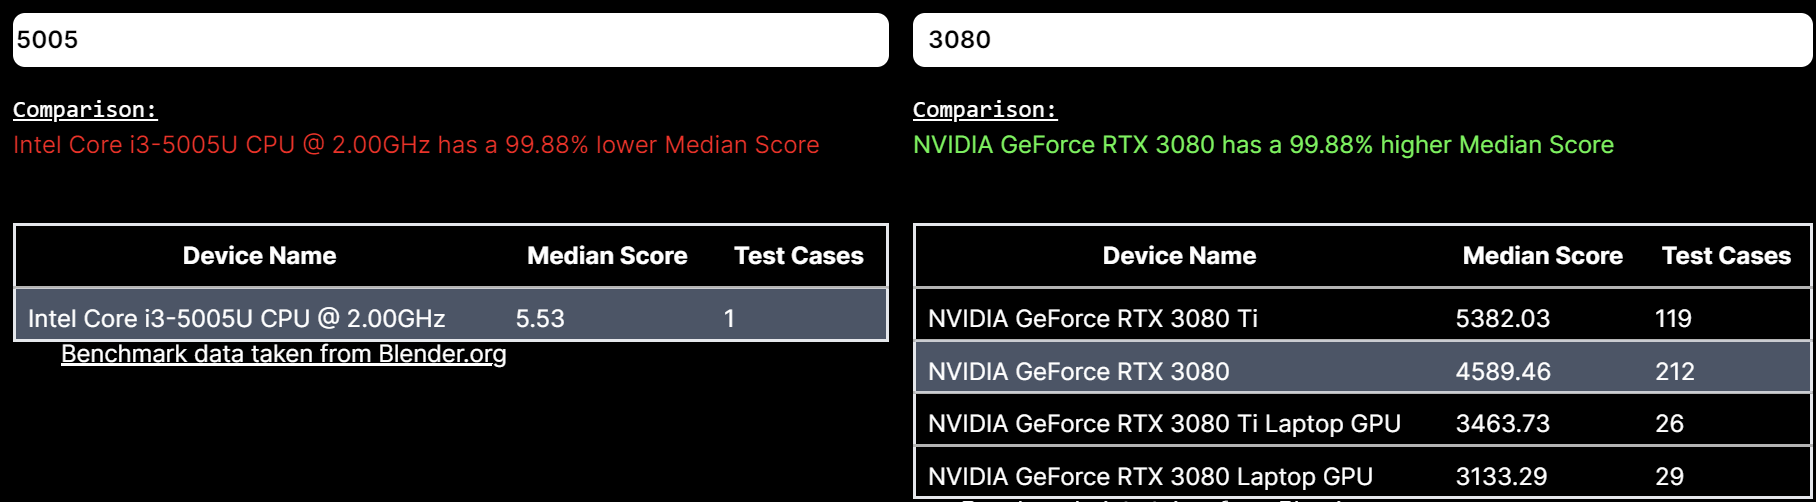 5005
Comparison:
Intel Core i3-5005U CPU @ 2.00GHz has a 99.88% lower Median Score
Device Name Median Score Test Cases
Intel Core i3-5005U CPU @ 2.00GHz 5.53 1
Benchmark data taken from Blender.org
3080
Comparison:
NVIDIA GeForce RTX 3080 has a 99.88% higher Median Score
Device Name Median Score Test Cases
NVIDIA GeForce RTX 3080 Ti 5382.03 119
NVIDIA GeForce RTX 3080 4589.46 212
NVIDIA GeForce RTX 3080 Ti Laptop GPU 3463.73 26
NVIDIA GeForce RTX 3080 Laptop GPU 3133.29 29